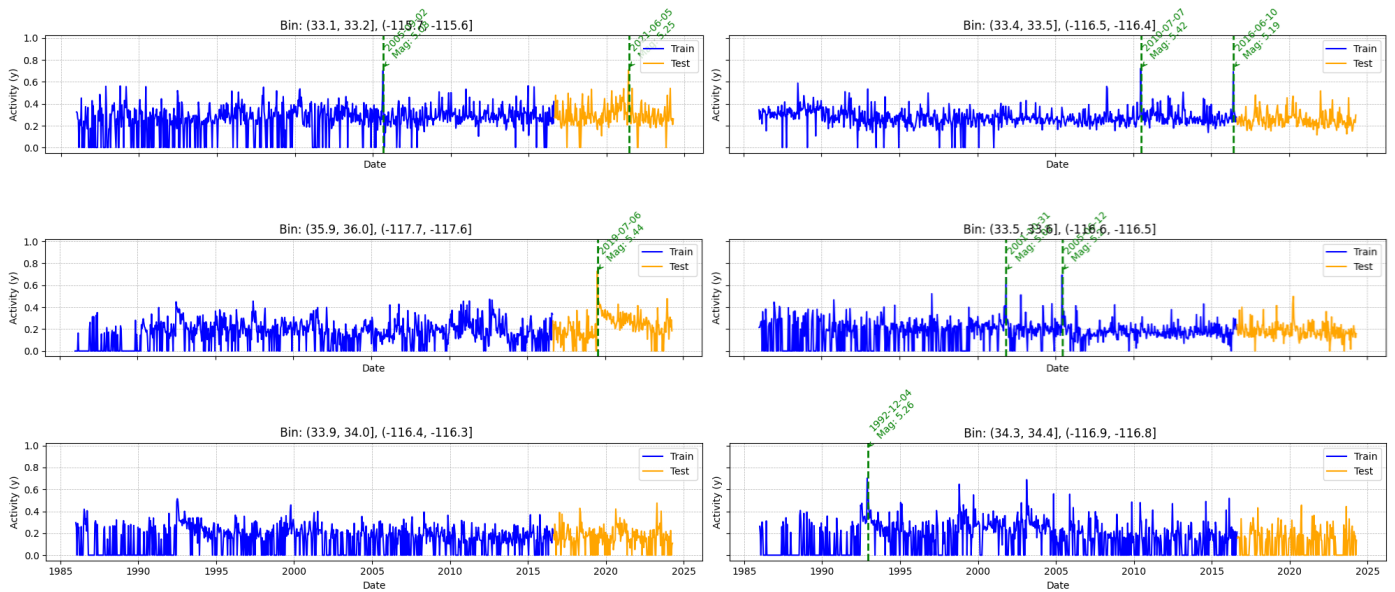 Bin: (33.1, 33.2], (-115.7, -115.6]
2005-09-02
2021-06-05
Mag: 5.25
1.0
0.8
0.6
0.4
0.2
0.0
Activity (y)
Train
Test
Date
Bin: (33.4, 33.5], (-116.5, -116.4]
2010-07-07
Mag: 5.42
2016-06-10
Mag: 5.19
Activity (y)
Train
Test
Date
Bin: (35.9, 36.0], (-117.7, -117.6]
2019-07-06
Mag: 5.44
1.0
0.8
0.6
0.4
0.2
0.0
Activity (y)
Train
Test
Date
Bin: (33.5, 33.6], (-116.6, -116.5]
Activity (y)
Train
Test
Date
Bin: (33.9, 34.0], (-116.4, -116.3]
1.0
0.8
0.6
0.4
0.2
0.0
Activity (y)
Train
Test
1985
1990
1995
2000
2005
2010
2015
2020
2025
Date
1992-12-04
Mag: 5.26
Bin: (34.3, 34.4], (-116.9, -116.8]
Activity (y)
Train
Test
1985
1990
1995
2000
2005
2010
2015
2020
2025
Date